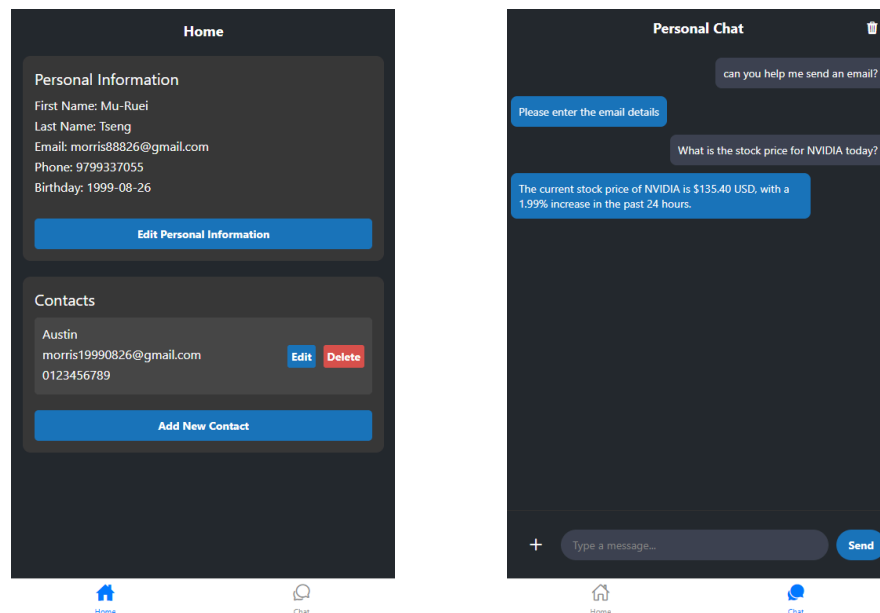 Home
Personal Information
First Name: Mu-Ruei
Last Name: Tseng
Email: morris88826@gmail.com
Phone: 9799337055
Birthday: 1999-08-26
Edit Personal Information
Contacts
Austin
morris19990826@gmail.com
0123456789
Edit Delete
Add New Contact
Home Chat
Personal Chat
can you help me send an email?
Please enter the email details
What is the stock price for NVIDIA today?
The current stock price of NVIDIA is $135.40 USD, with a
1.99% increase in the past 24 hours.
+ Type a message... Send
Home Chat